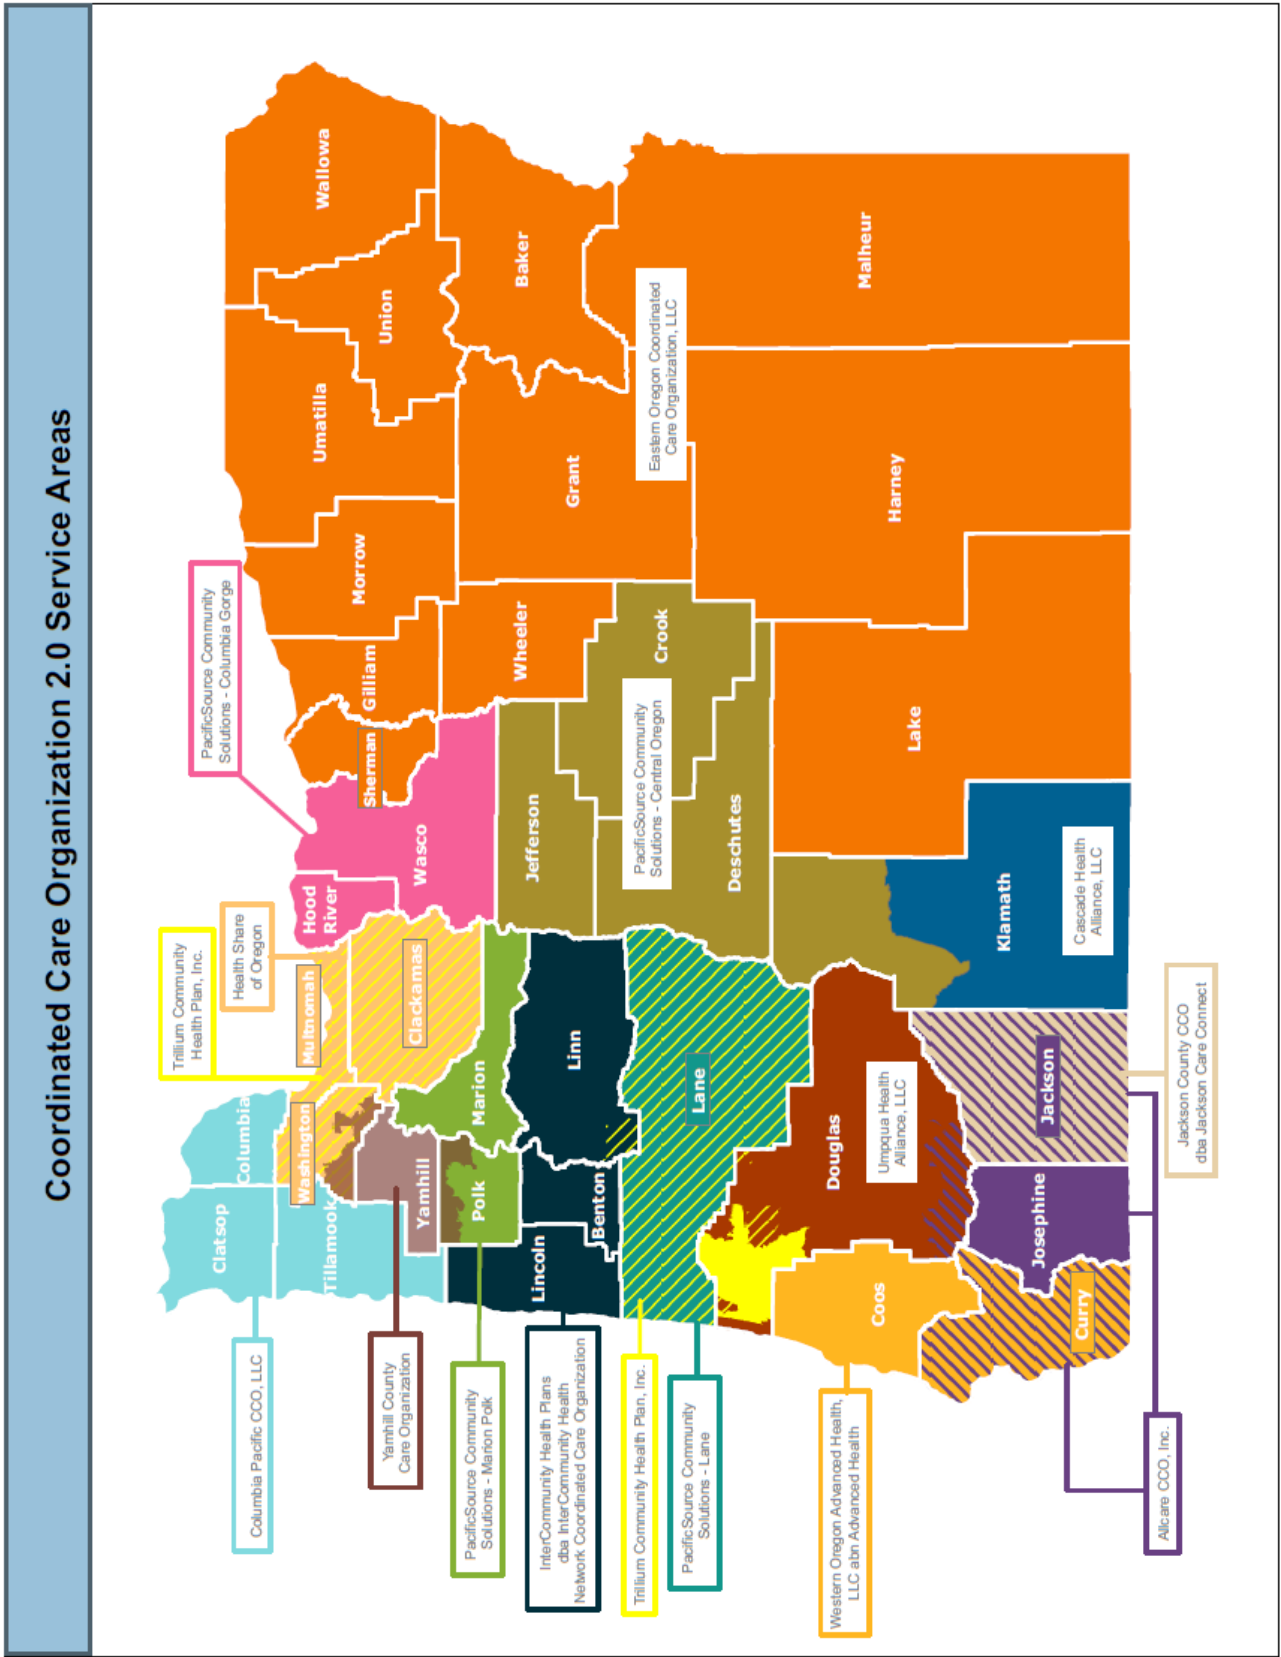 Coordinated Care Organization 2.0 Service Areas
Columbia Pacific CCO, LLC
Yamhill County
Care Organization
PacificSource Community
Solutions - Marion Polk
InterCommunity Health Plans
dba InterCommunity Health
Network Coordinated Care Organization
Trillium Community Health Plan, Inc.
PacificSource Community
Solutions - Lane
Western Oregon Advanced Health,
LLC abn Advanced Health
Allcare CCO, Inc.
Trillium Community
Health Plan, Inc.
Health Share
of Oregon
PacificSource Community
Solutions - Columbia Gorge
Clatsop
Columbia
Tillamook
Washington
Multnomah
Hood
River
Wasco
Sherman
Gilliam
Morrow
Umatilla
Union
Wallowa
Yamhill
Clackamas
Polk
Marion
Lincoln
Benton
Linn
Jefferson
Wheeler
Grant
Baker
Lane
PacificSource Community
Solutions - Central Oregon
Crook
Deschutes
Eastern Oregon Coordinated
Care Organization, LLC
Coos
Douglas
Umpqua Health
Alliance, LLC
Klamath
Lake
Harney
Malheur
Curry
Josephine
Jackson
Cascade Health
Alliance, LLC
Jackson County CCO
dba Jackson Care Connect